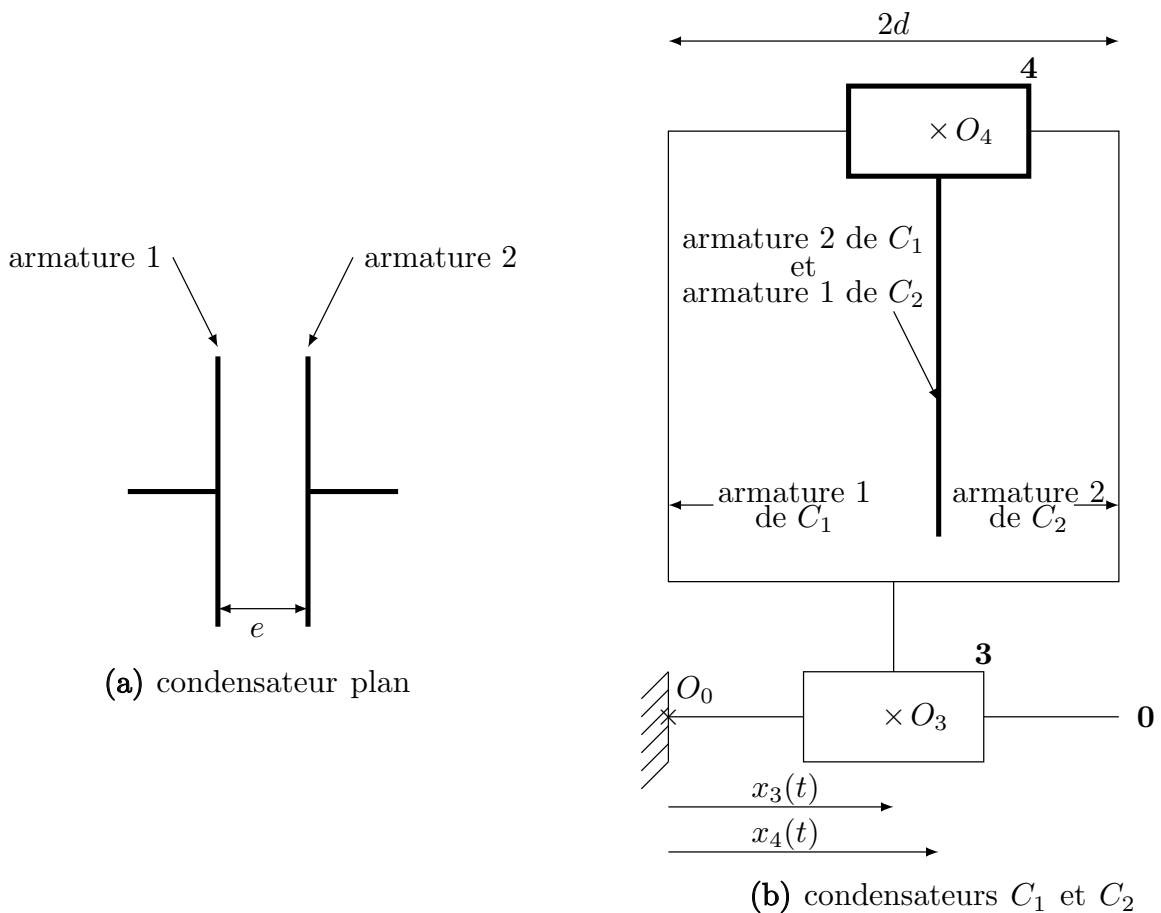 armature 1
armature 2
e
(a) condensateur plan
2d
4
× O₄
armature 2 de C₁
et
armature 1 de C₂
armature 1
de C₁
armature 2
de C₂
3
O₀
× O₃
0
x₃(t)
x₄(t)
(b) condensateurs C₁ et C₂